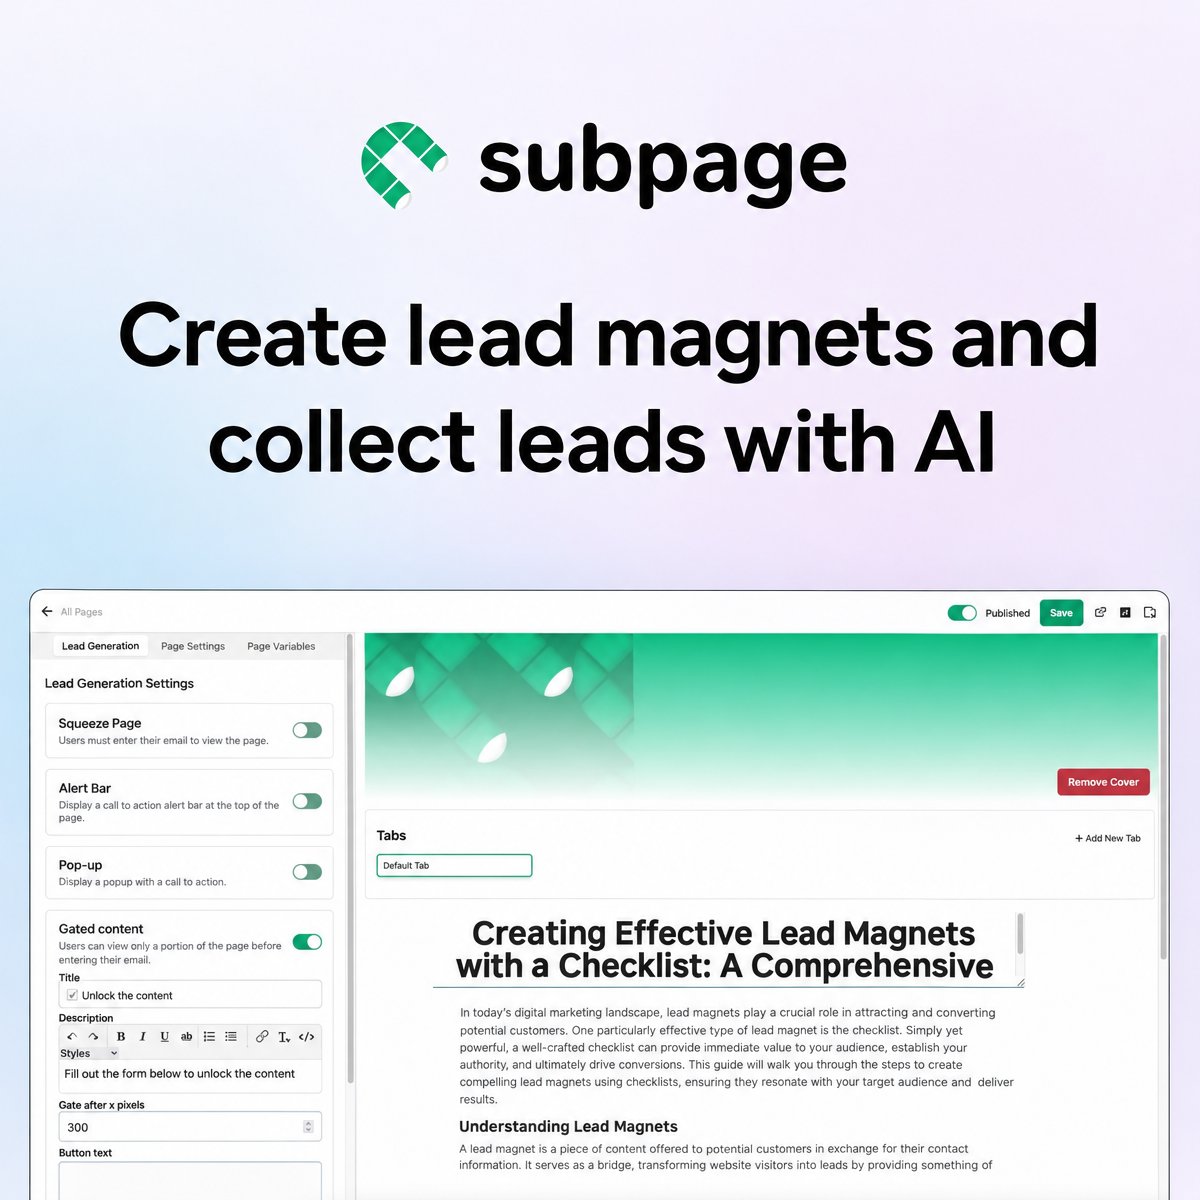 subpage
Create lead magnets and
collect leads with AI
All Pages
Published
Save
Lead Generation
Page Settings
Page Variables
Lead Generation Settings
Squeeze Page
Users must enter their email to view the page.
Alert Bar
Display a call to action alert bar at the top of the
page.
Pop-up
Display a popup with a call to action.
Gated content
Users can view only a portion of the page before
entering their email.
Title
Unlock the content
Description
B I U ab
Styles
Fill out the form below to unlock the content
Gate after x pixels
300
Button text
Remove Cover
Tabs
+ Add New Tab
Default Tab
Creating Effective Lead Magnets
with a Checklist: A Comprehensive
In today's digital marketing landscape, lead magnets play a crucial role in attracting and converting
potential customers. One particularly effective type of lead magnet is the checklist. Simply yet
powerful, a well-crafted checklist can provide immediate value to your audience, establish your
authority, and ultimately drive conversions. This guide will walk you through the steps to create
compelling lead magnets using checklists, ensuring they resonate with your target audience and deliver
results.
Understanding Lead Magnets
A lead magnet is a piece of content offered to potential customers in exchange for their contact
information. It serves as a bridge, transforming website visitors into leads by providing something of